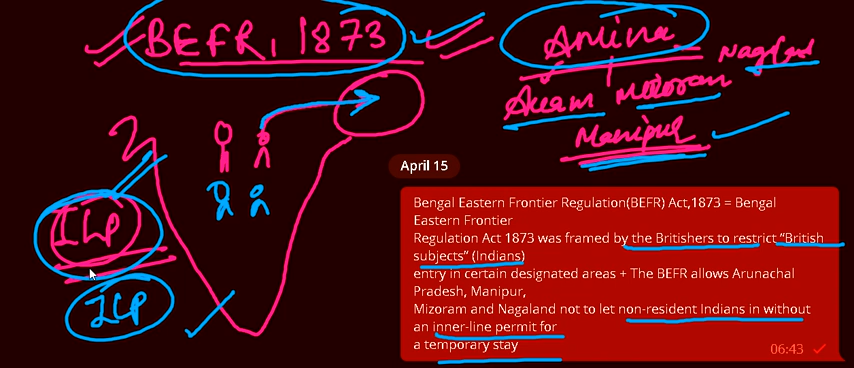 BEFR, 1873
Manipur
Mizoram
ILP
ILP
April 15
Bengal Eastern Frontier Regulation(BEFR) Act,1873 = Bengal
Eastern Frontier
Regulation Act 1873 was framed by the Britishers to restrict "British
subjects" (Indians)
entry in certain designated areas + The BEFR allows Arunachal
Pradesh, Manipur,
Mizoram and Nagaland not to let non-resident Indians in without
an inner-line permit for
a temporary stay
06:43